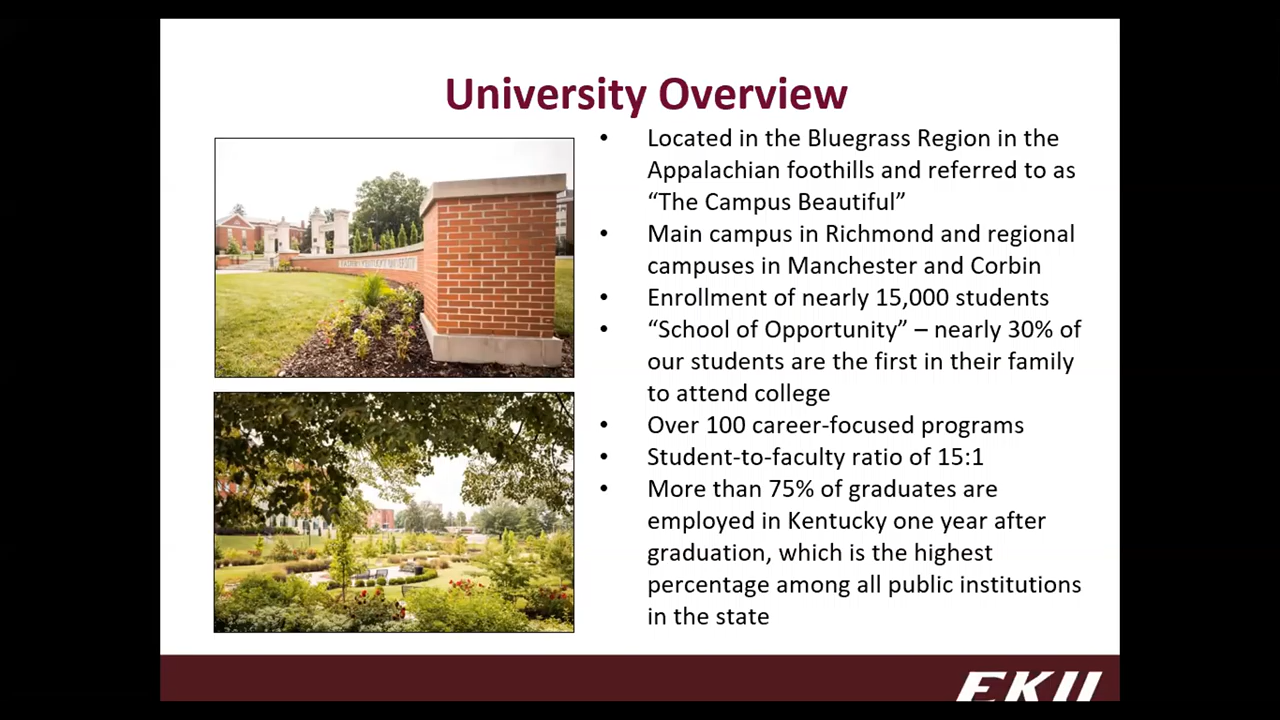 University Overview
• Located in the Bluegrass Region in the
Appalachian foothills and referred to as
“The Campus Beautiful”
• Main campus in Richmond and regional
campuses in Manchester and Corbin
• Enrollment of nearly 15,000 students
• “School of Opportunity” – nearly 30% of
our students are the first in their family
to attend college
• Over 100 career-focused programs
• Student-to-faculty ratio of 15:1
• More than 75% of graduates are
employed in Kentucky one year after
graduation, which is the highest
percentage among all public institutions
in the state
EKU